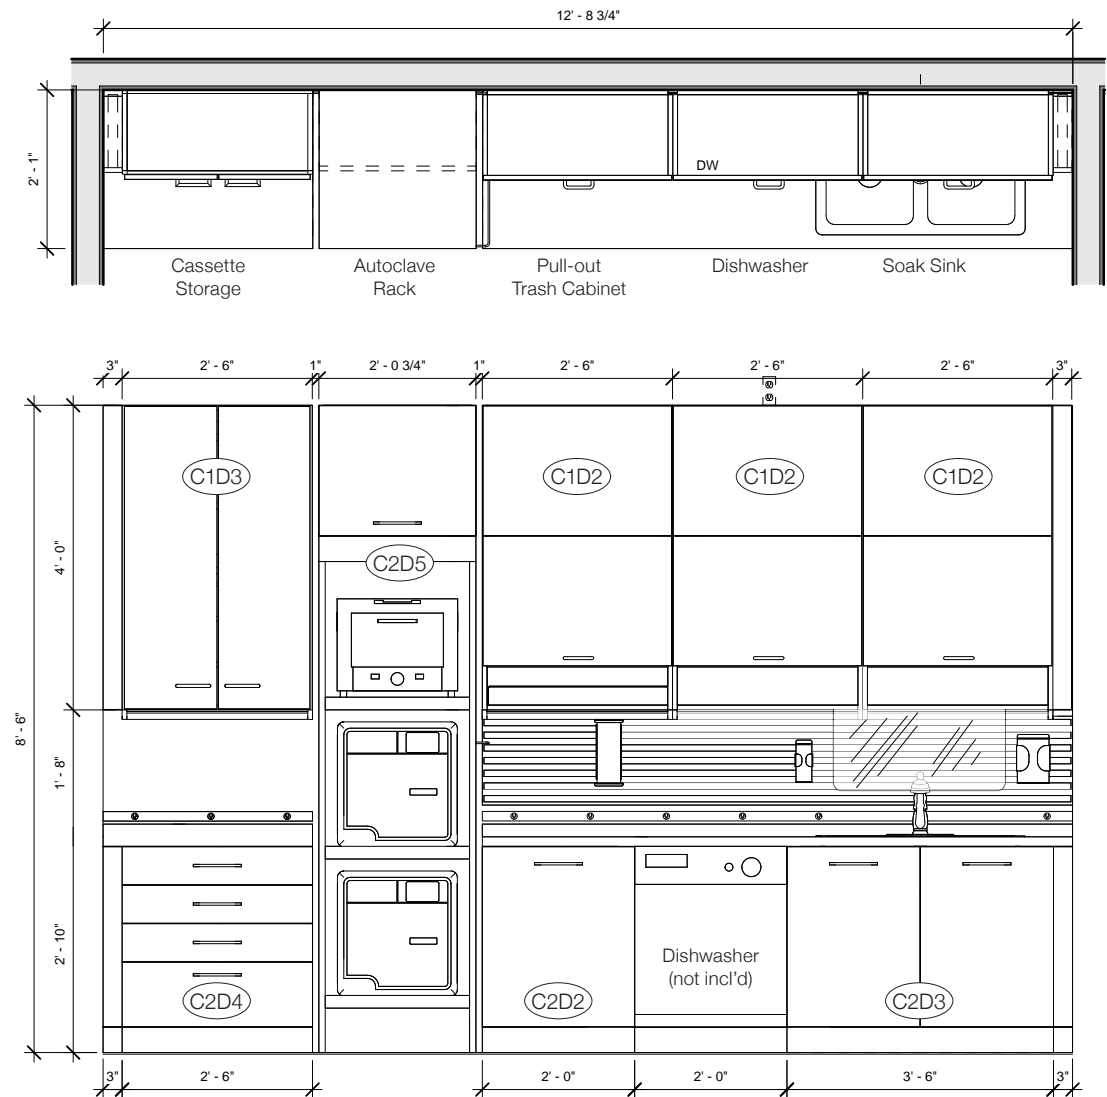 12' - 8 3/4"
2' - 1"
DW
Cassette
Storage
Autoclave
Rack
Pull-out
Trash Cabinet
Dishwasher
Soak Sink
3" 2' - 6" 1" 2' - 0 3/4" 1" 2' - 6" 2' - 6" 2' - 6" 3"
C1D3 C1D2 C1D2 C1D2
4' - 0"
C2D5
8' - 6"
1' - 8"
2' - 10"
Dishwasher
(not incl'd)
C2D4 C2D2 C2D3
3" 2' - 6" 2' - 0" 2' - 0" 3' - 6" 3"